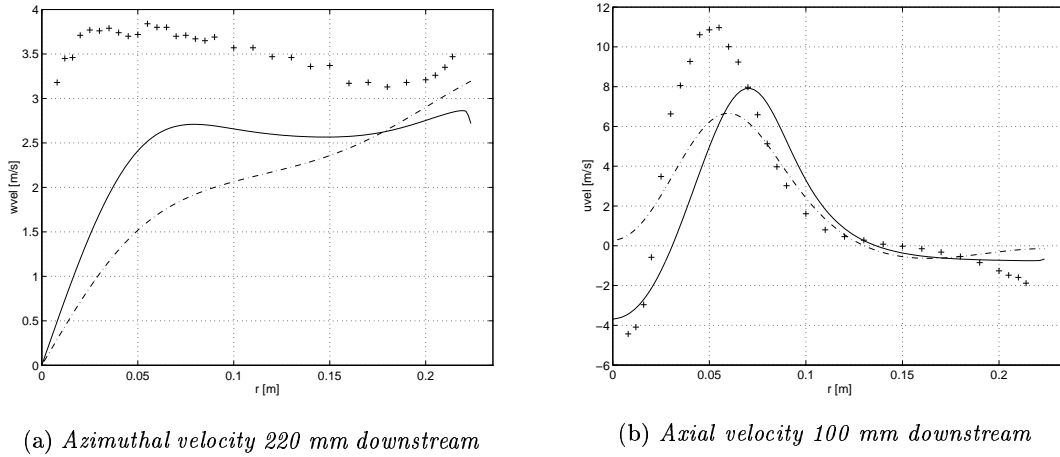 4
3.5
3
2.5
2
1.5
1
0.5
0
wvel [m/s]
0 0.05 0.1 0.15 0.2
r [m]
(a) Azimuthal velocity 220 mm downstream
12
10
8
6
4
2
0
−2
−4
−6
uvel [m/s]
0 0.05 0.1 0.15 0.2
r [m]
(b) Axial velocity 100 mm downstream